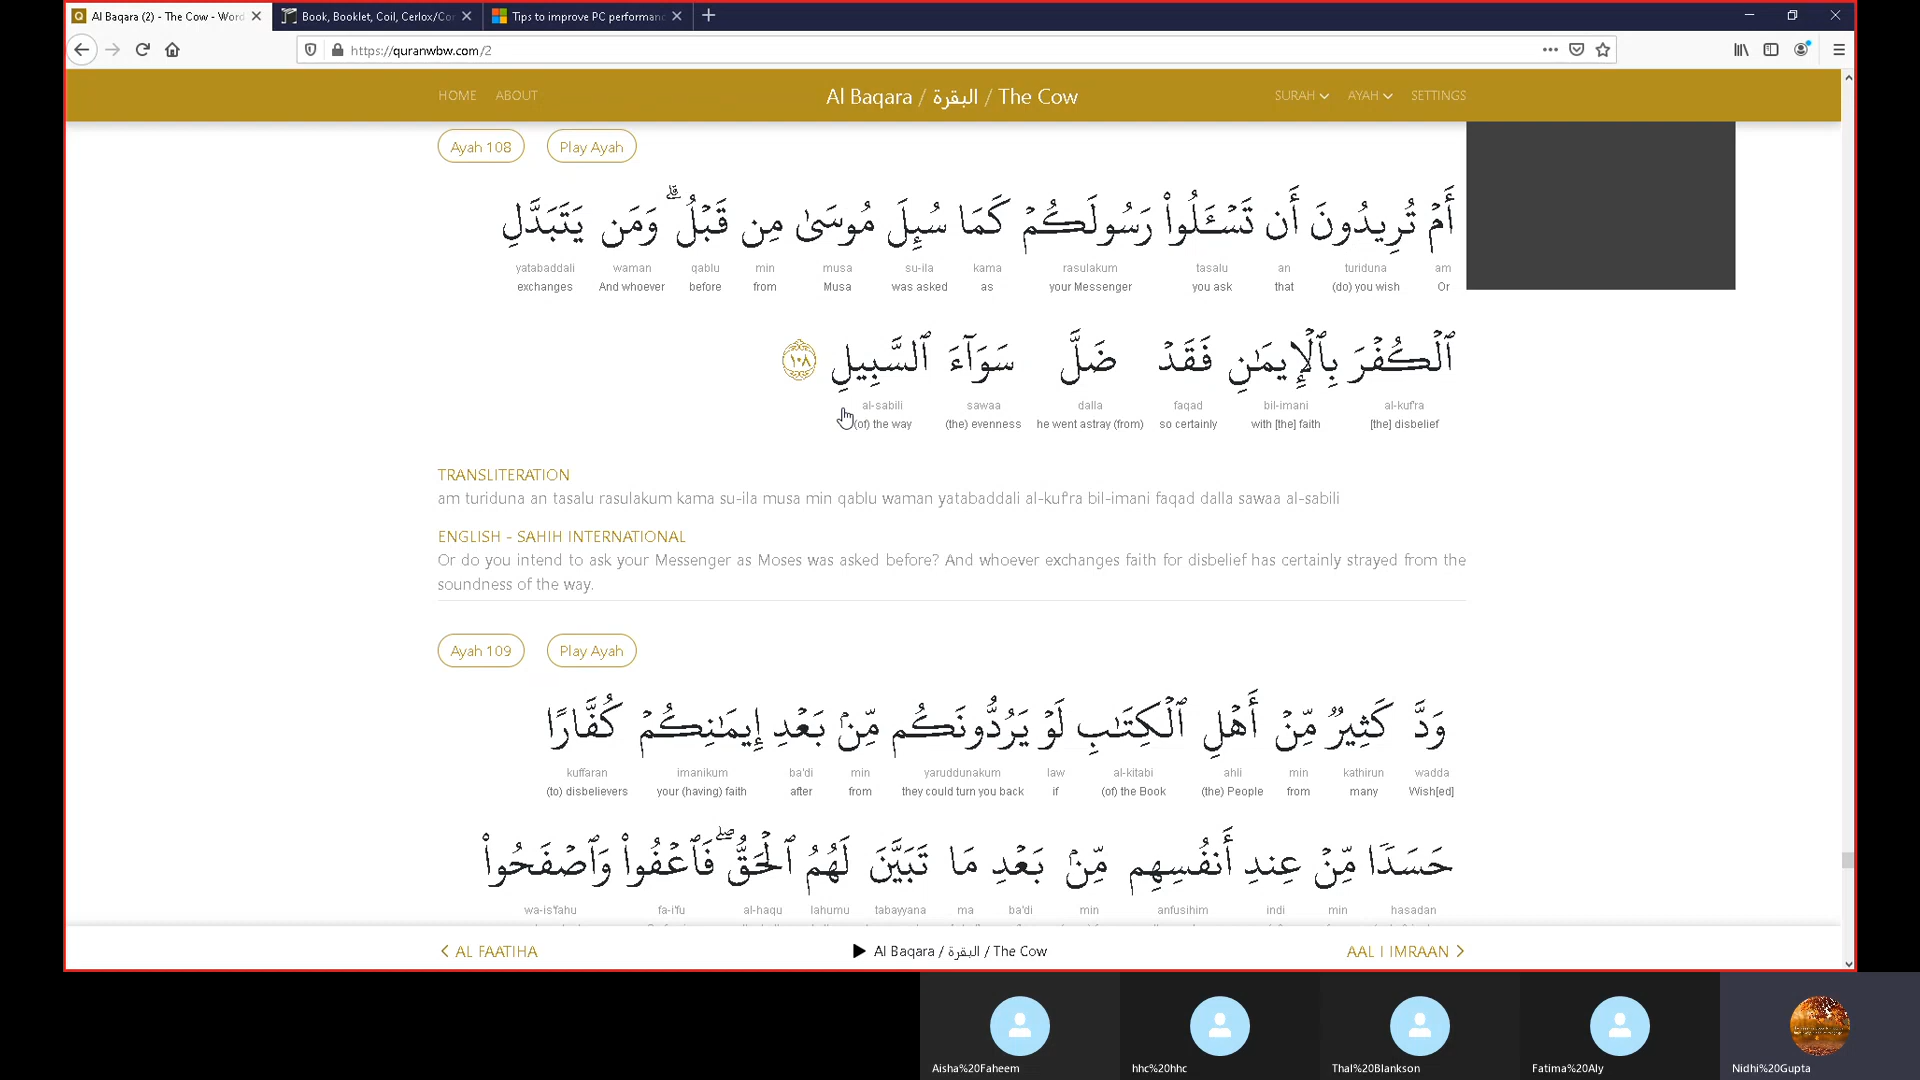 Al Baqara (2) - The Cow - Word
Book, Booklet, Coil, Cerlox/Cor
Tips to improve PC performanc
https://quranwbw.com/2
HOME ABOUT
Al Baqara / البقرة / The Cow
SURAH AYAH SETTINGS
Ayah 108 Play Ayah
أَمْ تُرِيدُونَ أَن تَسْـَٔلُوا۟ رَسُولَكُمْ كَمَا سُئِلَ مُوسَىٰ مِن قَبْلُ ۗ وَمَن يَتَبَدَّلِ
yatabaddali waman qablu min musa su-ila kama rasulakum tasalu an turiduna am
exchanges And whoever before from Musa was asked as your Messenger you ask that (do) you wish Or
ٱلْكُفْرَ بِٱلْإِيمَـٰنِ فَقَدْ ضَلَّ سَوَآءَ ٱلسَّبِيلِ ١٠٨
al-sabili sawaa dalla faqad bil-imani al-kuf'ra
(of) the way (the) evenness he went astray (from) so certainly with [the] faith [the] disbelief
TRANSLITERATION
am turiduna an tasalu rasulakum kama su-ila musa min qablu waman yatabaddali al-kuf'ra bil-imani faqad dalla sawaa al-sabili
ENGLISH - SAHIH INTERNATIONAL
Or do you intend to ask your Messenger as Moses was asked before? And whoever exchanges faith for disbelief has certainly strayed from the
soundness of the way.
Ayah 109 Play Ayah
وَدَّ كَثِيرٌ مِّنْ أَهْلِ ٱلْكِتَـٰبِ لَوْ يَرُدُّونَكُم مِّنۢ بَعْدِ إِيمَـٰنِكُمْ كُفَّارًا
kuffaran imanikum ba'di min yaruddunakum law al-kitabi ahli min kathirun wadda
(to) disbelievers your (having) faith after from they could turn you back if (of) the Book (the) People from many Wish[ed]
حَسَدًا مِّنْ عِندِ أَنفُسِهِم مِّنۢ بَعْدِ مَا تَبَيَّنَ لَهُمُ ٱلْحَقُّ ۖ فَٱعْفُوا۟ وَٱصْفَحُوا۟
wa-is'fahu fa-i'fu al-haqu lahumu tabayyana ma ba'di min anfusihim indi min hasadan
AL FAATIHA
Al Baqara / البقرة / The Cow
AAL I IMRAAN
Aisha%20Faheem
hhc%20hhc
Thal%20Blankson
Fatima%20Aly
Nidhi%20Gupta